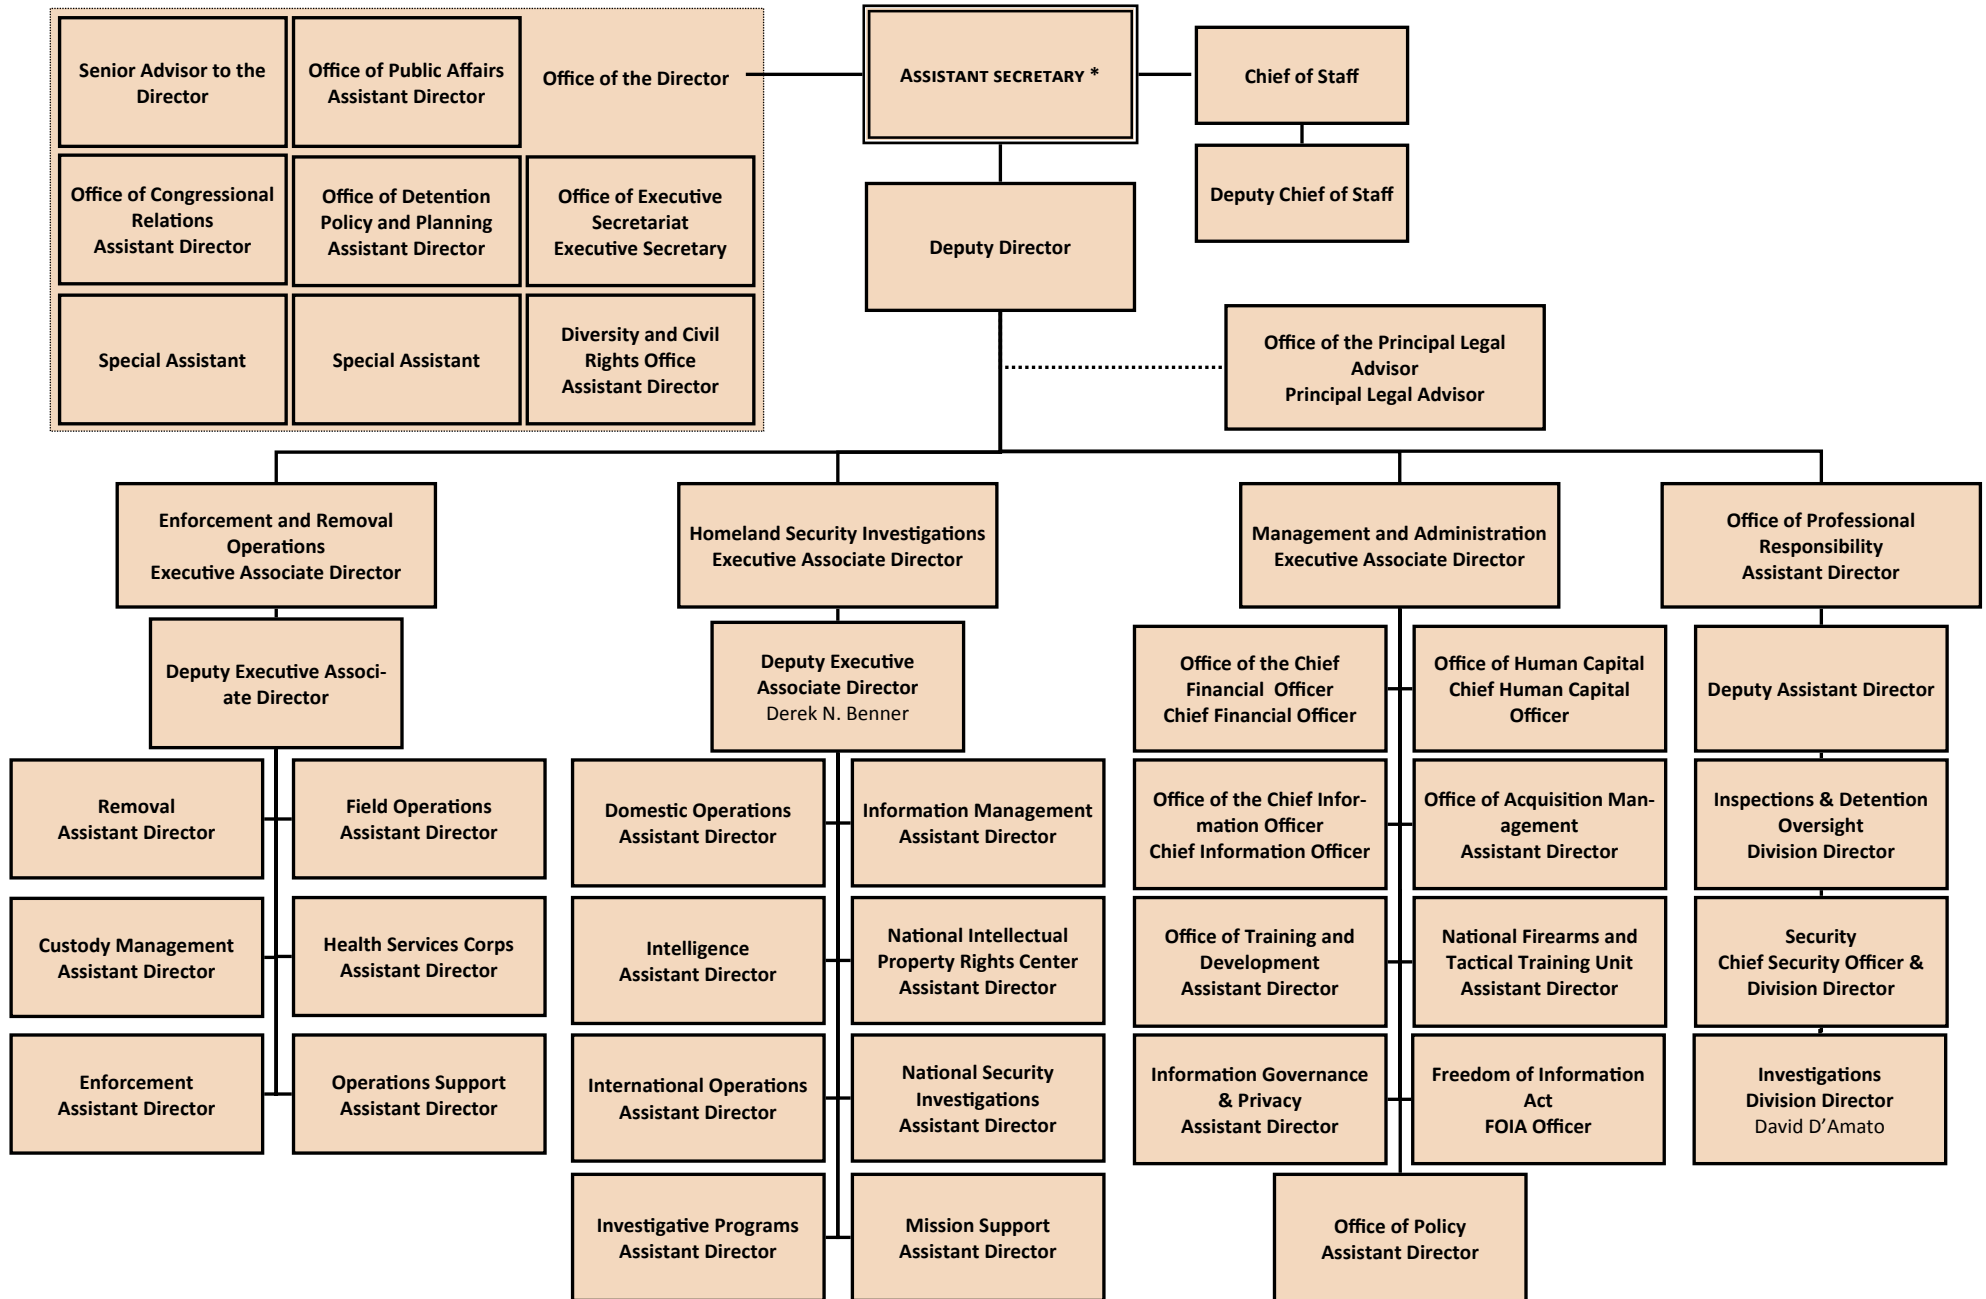 Senior Advisor to the
Director
Office of Public Affairs
Assistant Director
Office of the Director
ASSISTANT SECRETARY *
Chief of Staff
Deputy Chief of Staff
Office of Congressional
Relations
Assistant Director
Office of Detention
Policy and Planning
Assistant Director
Office of Executive
Secretariat
Executive Secretary
Deputy Director
Special Assistant
Special Assistant
Diversity and Civil
Rights Office
Assistant Director
Office of the Principal Legal
Advisor
Principal Legal Advisor
Enforcement and Removal
Operations
Executive Associate Director
Homeland Security Investigations
Executive Associate Director
Management and Administration
Executive Associate Director
Office of Professional
Responsibility
Assistant Director
Deputy Executive Associ-
ate Director
Removal
Assistant Director
Field Operations
Assistant Director
Custody Management
Assistant Director
Health Services Corps
Assistant Director
Enforcement
Assistant Director
Operations Support
Assistant Director
Deputy Executive
Associate Director
Derek N. Benner
Domestic Operations
Assistant Director
Information Management
Assistant Director
Intelligence
Assistant Director
National Intellectual
Property Rights Center
Assistant Director
International Operations
Assistant Director
National Security
Investigations
Assistant Director
Investigative Programs
Assistant Director
Mission Support
Assistant Director
Office of the Chief
Financial Officer
Chief Financial Officer
Office of Human Capital
Chief Human Capital
Officer
Office of the Chief Infor-
mation Officer
Chief Information Officer
Office of Acquisition Man-
agement
Assistant Director
Office of Training and
Development
Assistant Director
National Firearms and
Tactical Training Unit
Assistant Director
Information Governance
& Privacy
Assistant Director
Freedom of Information
Act
FOIA Officer
Office of Policy
Assistant Director
Deputy Assistant Director
Inspections & Detention
Oversight
Division Director
Security
Chief Security Officer &
Division Director
Investigations
Division Director
David D’Amato